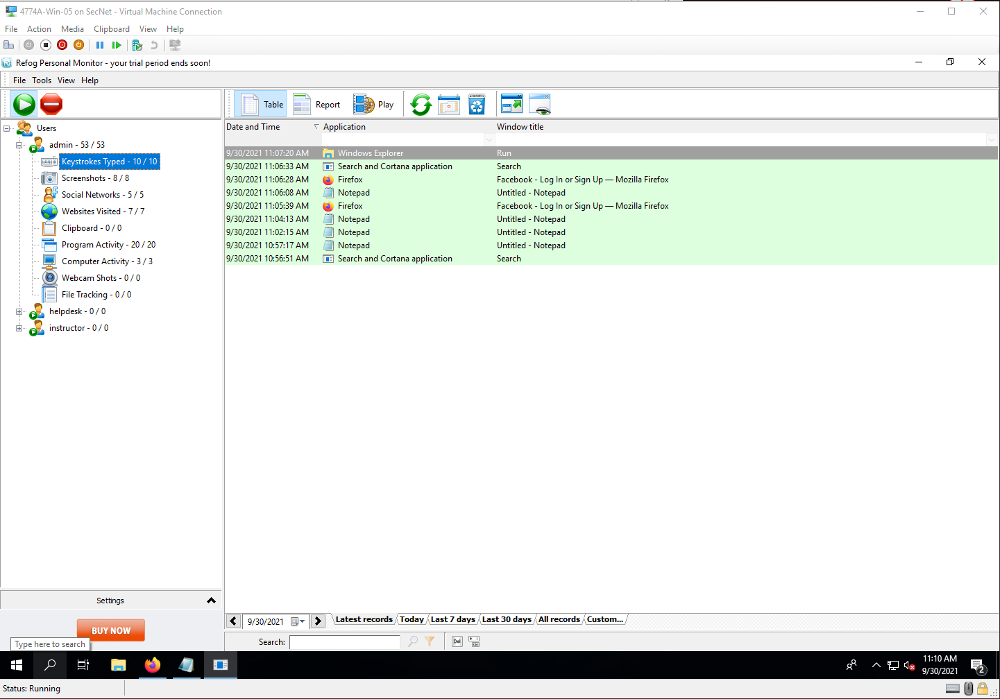 4774A-Win-05 on SecNet - Virtual Machine Connection
File Action Media Clipboard View Help
Refog Personal Monitor - your trial period ends soon!
File Tools View Help
Table Report Play
Users
admin - 53 / 53
Keystrokes Typed - 10 / 10
Screenshots - 8 / 8
Social Networks - 5 / 5
Websites Visited - 7 / 7
Clipboard - 0 / 0
Program Activity - 20 / 20
Computer Activity - 3 / 3
Webcam Shots - 0 / 0
File Tracking - 0 / 0
helpdesk - 0 / 0
instructor - 0 / 0
Date and Time Application Window title
9/30/2021 11:07:20 AM Windows Explorer Run
9/30/2021 11:06:33 AM Search and Cortana application Search
9/30/2021 11:06:28 AM Firefox Facebook - Log In or Sign Up — Mozilla Firefox
9/30/2021 11:06:08 AM Notepad Untitled - Notepad
9/30/2021 11:05:39 AM Firefox Facebook - Log In or Sign Up — Mozilla Firefox
9/30/2021 11:04:13 AM Notepad Untitled - Notepad
9/30/2021 11:02:15 AM Notepad Untitled - Notepad
9/30/2021 10:57:17 AM Notepad Untitled - Notepad
9/30/2021 10:56:51 AM Search and Cortana application Search
Settings
BUY NOW
Type here to search
9/30/2021 Latest records Today Last 7 days Last 30 days All records Custom...
Search: Del
11:10 AM
9/30/2021
2
Status: Running